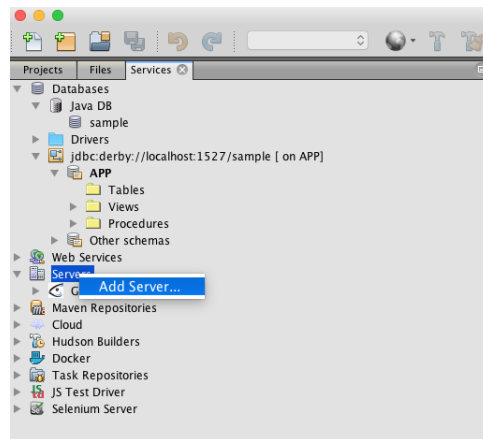 Projects Files Services
Databases
Java DB
sample
Drivers
jdbc:derby://localhost:1527/sample [ on APP]
APP
Tables
Views
Procedures
Other schemas
Web Services
Servers
G
Add Server...
Maven Repositories
Cloud
Hudson Builders
Docker
Task Repositories
JS Test Driver
Selenium Server